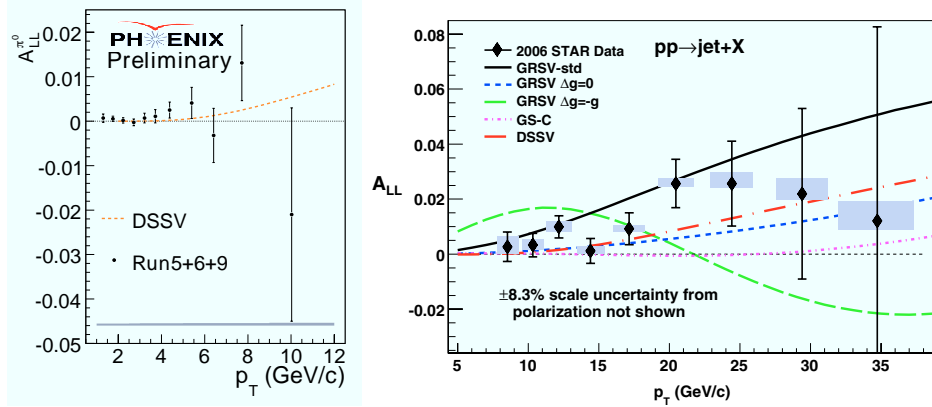 A_LL^π⁰
PH ENIX
Preliminary
0.02
0.01
0
-0.01
-0.02
-0.03
-0.04
-0.05
DSSV
Run5+6+9
2 4 6 8 10 12
p_T (GeV/c)
pp→jet+X
2006 STAR Data
GRSV-std
GRSV Δg=0
GRSV Δg=-g
GS-C
DSSV
A_LL
0.08
0.06
0.04
0.02
0
-0.02
±8.3% scale uncertainty from
polarization not shown
5 10 15 20 25 30 35
p_T (GeV/c)